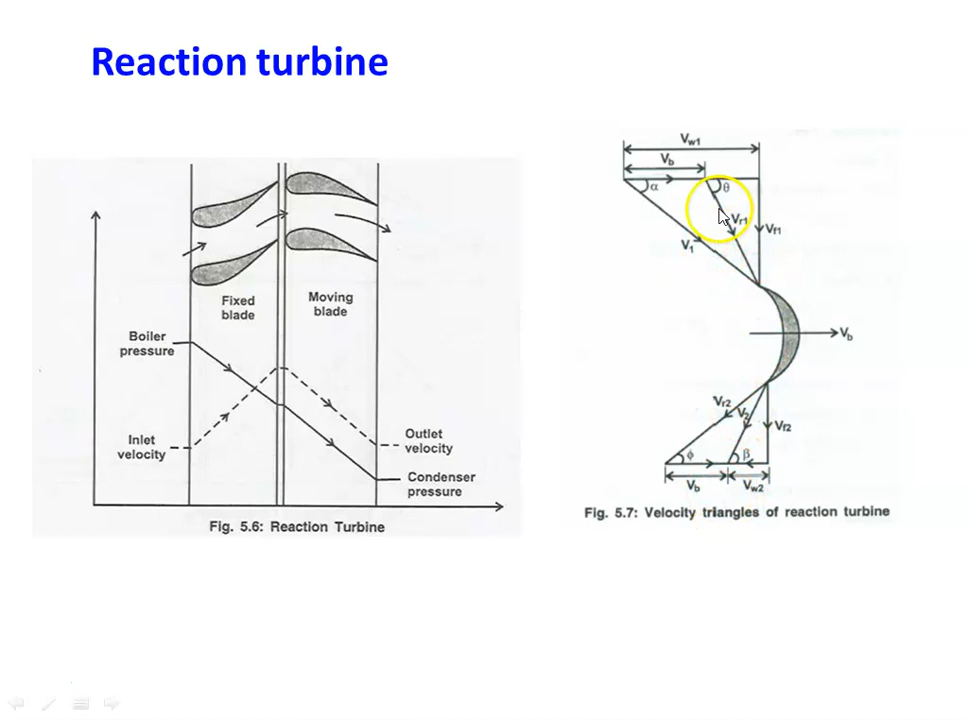 Reaction turbine
Fixed
blade
Moving
blade
Boiler
pressure
Inlet
velocity
Outlet
velocity
Condenser
pressure
Fig. 5.6: Reaction Turbine
Vw1
Vb
α
θ
Vr1
Vf1
V1
Vb
Vr2
V2
Vf2
ϕ
β
Vb
Vw2
Fig. 5.7: Velocity triangles of reaction turbine